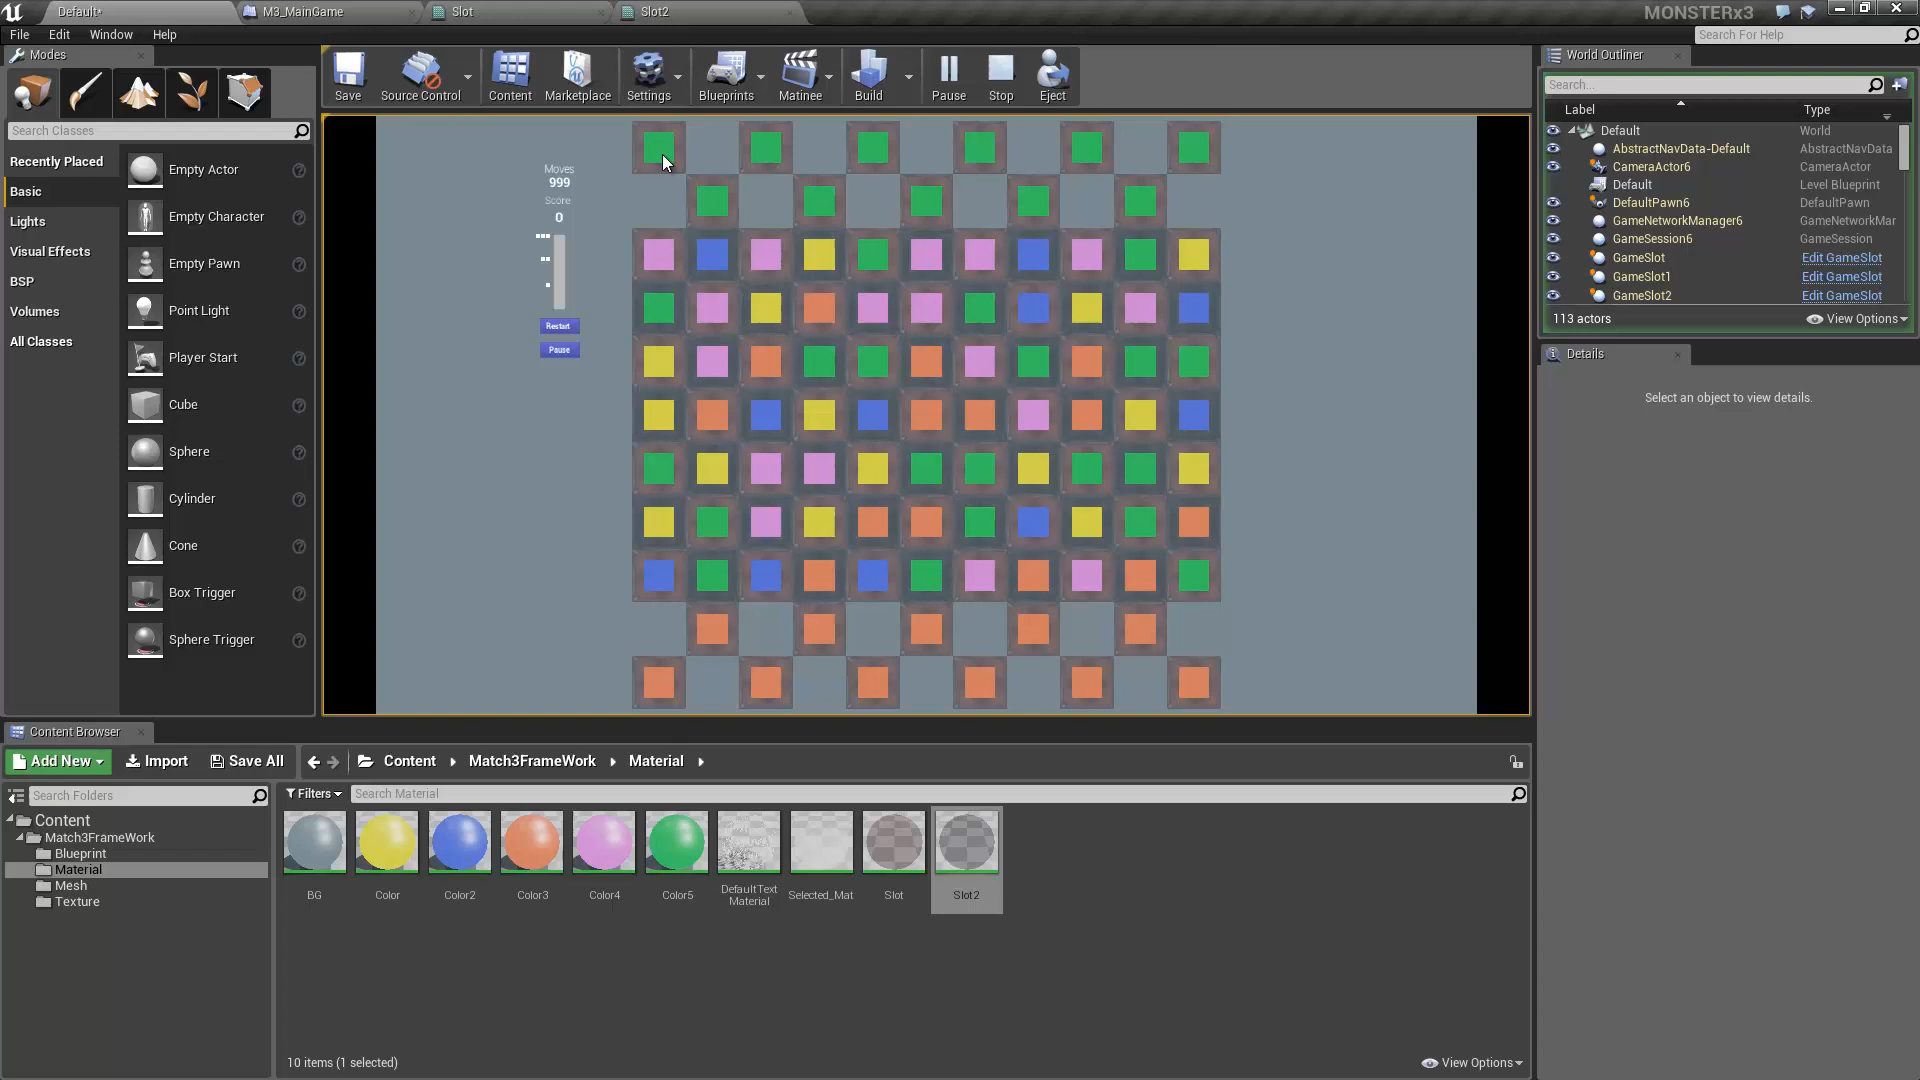 Default*
M3_MainGame
Slot
Slot2
MONSTERx3
File Edit Window Help
Search For Help
Modes
Save
Source Control
Content
Marketplace
Settings
Blueprints
Matinee
Build
Pause
Stop
Eject
Search Classes
Recently Placed
Basic
Lights
Visual Effects
BSP
Volumes
All Classes
Empty Actor
Empty Character
Empty Pawn
Point Light
Player Start
Cube
Sphere
Cylinder
Cone
Box Trigger
Sphere Trigger
Moves
999
Score
0
Restart
Pause
World Outliner
Search...
Label Type
Default World
AbstractNavData-Default AbstractNavData
CameraActor6 CameraActor
Default Level Blueprint
DefaultPawn6 DefaultPawn
GameNetworkManager6 GameNetworkMar
GameSession6 GameSession
GameSlot Edit GameSlot
GameSlot1 Edit GameSlot
GameSlot2 Edit GameSlot
113 actors
View Options
Details
Select an object to view details.
Content Browser
Add New
Import
Save All
Content
Match3FrameWork
Material
Search Folders
Filters
Search Material
Content
Match3FrameWork
Blueprint
Material
Mesh
Texture
BG
Color
Color2
Color3
Color4
Color5
DefaultText
Material
Selected_Mat
Slot
Slot2
10 items (1 selected)
View Options